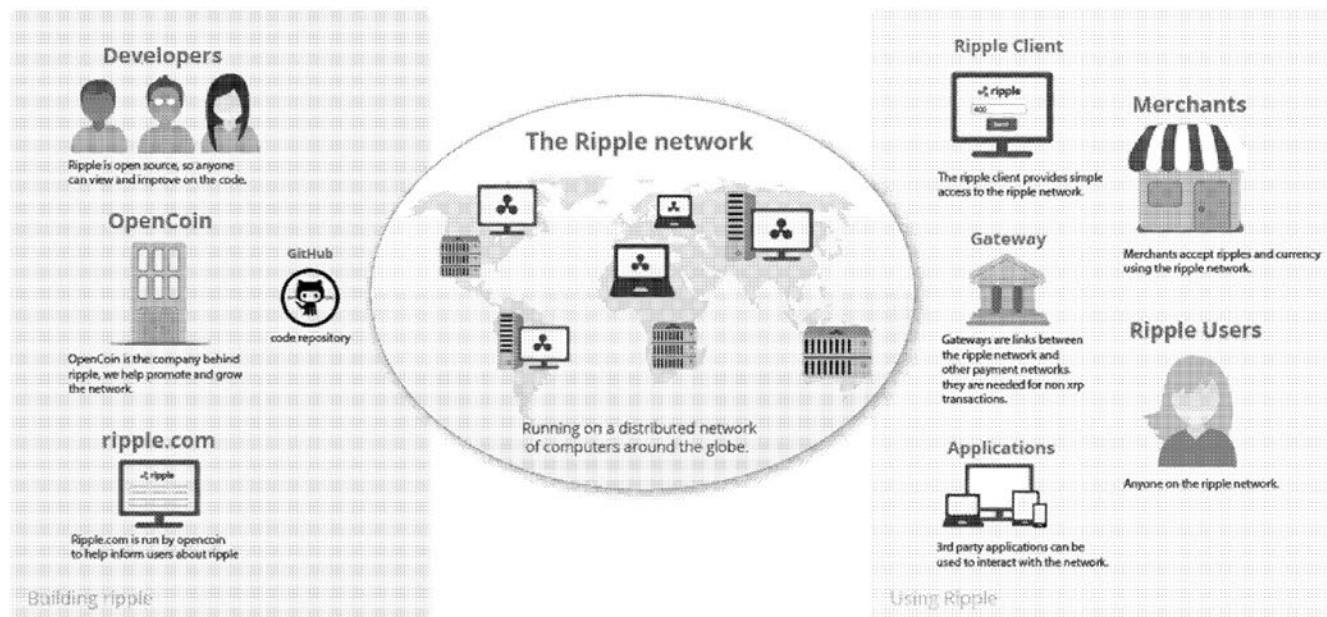 Developers
Ripple is open source, so anyone
can view and improve on the code.
OpenCoin
OpenCoin is the company behind
ripple, we help promote and grow
the network.
GitHub
code repository
ripple.com
ripple
Ripple.com is run by opencoin
to help inform users about ripple
Building ripple
The Ripple network
Running on a distributed network
of computers around the globe.
Ripple Client
ripple
400
Send
The ripple client provides simple
access to the ripple network.
Gateway
Gateways are links between
the ripple network and
other payment networks.
they are needed for non xrp
transactions.
Applications
3rd party applications can be
used to interact with the network.
Merchants
Merchants accept ripples and currency
using the ripple network.
Ripple Users
Anyone on the ripple network.
Using Ripple